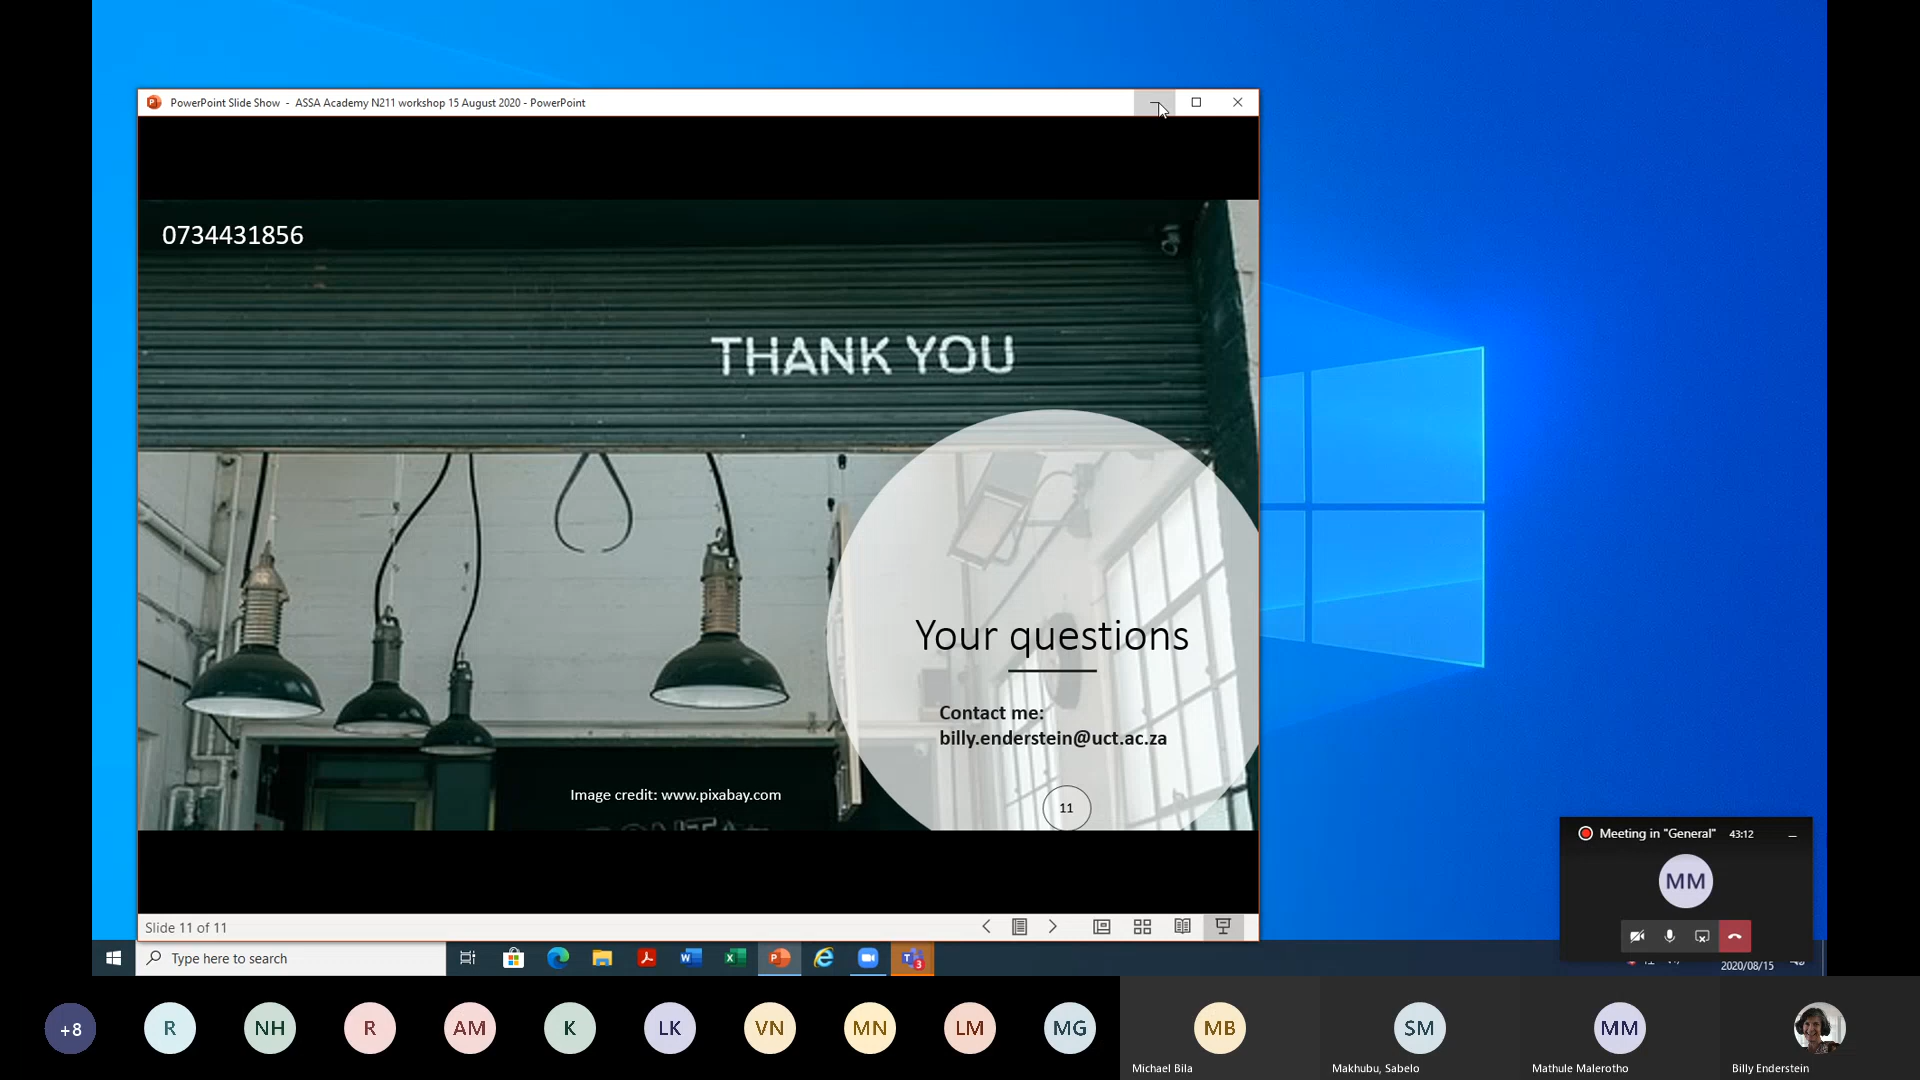 PowerPoint Slide Show - ASSA Academy N211 workshop 15 August 2020 - PowerPoint
0734431856
THANK YOU
Your questions
Contact me:
billy.enderstein@uct.ac.za
Image credit: www.pixabay.com
11
Slide 11 of 11
Meeting in "General" 43:12
MM
Type here to search
3
2020/08/15
+8
R
NH
R
AM
K
LK
VN
MN
LM
MG
MB
SM
MM
Michael Bila
Makhubu, Sabelo
Mathule Malerotho
Billy Enderstein